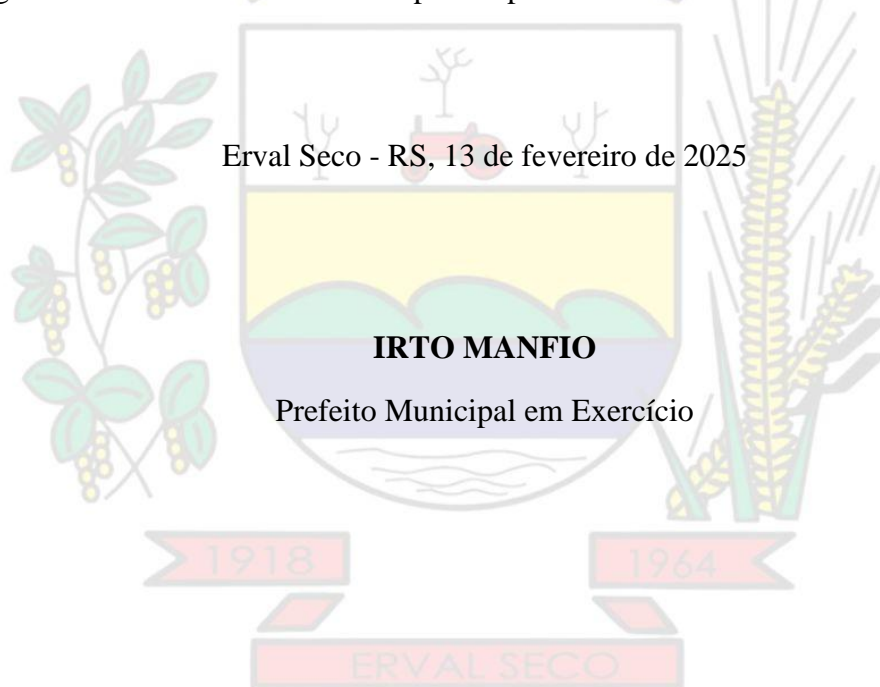 Erval Seco - RS, 13 de fevereiro de 2025
IRTO MANFIO
Prefeito Municipal em Exercício
1918
1964
ERVAL SECO